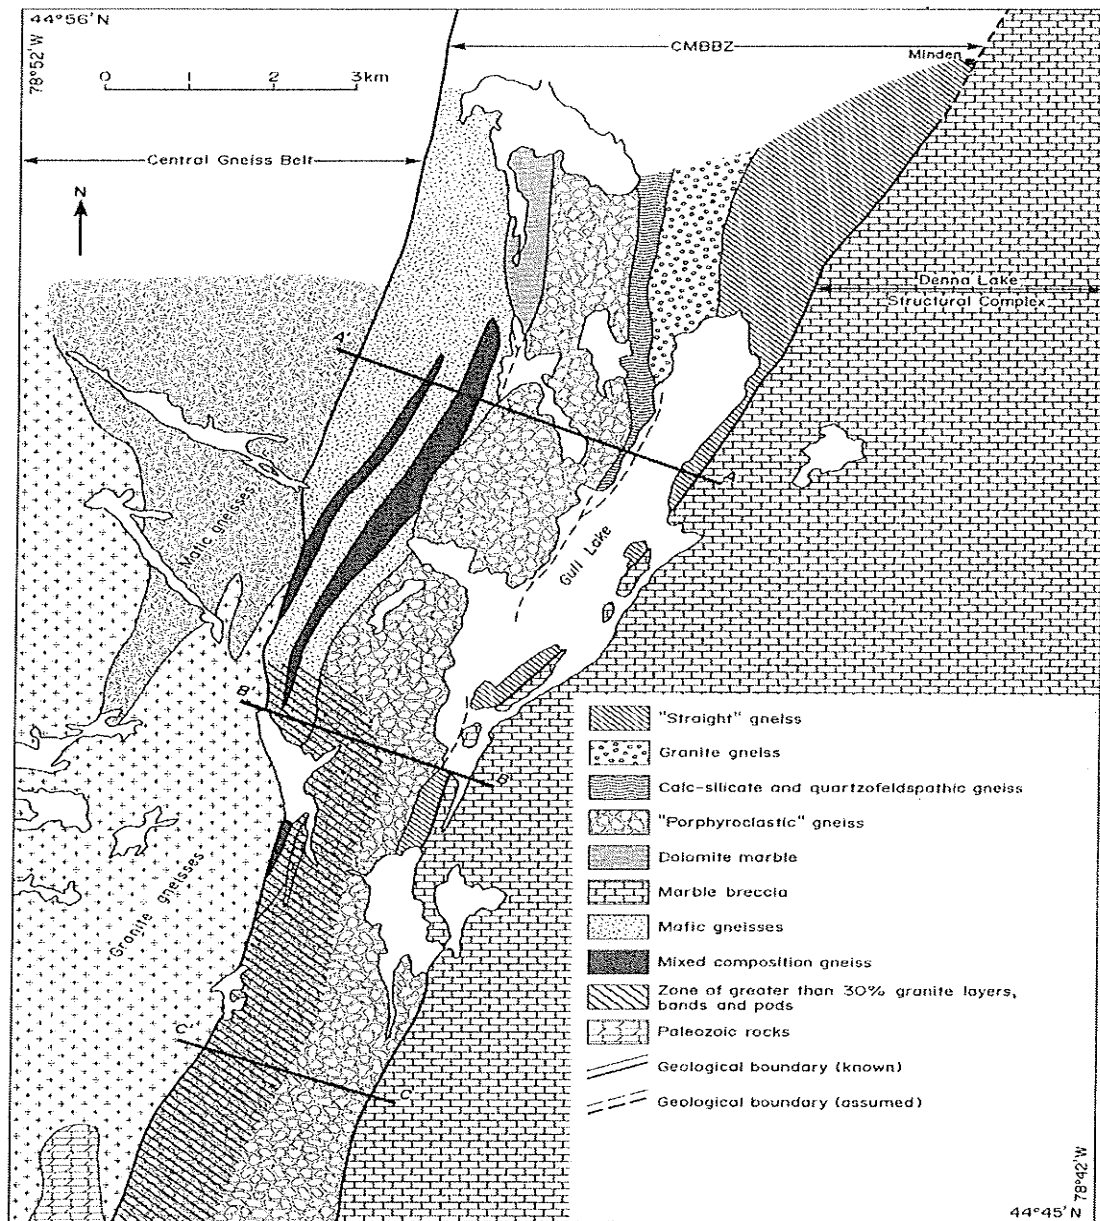 44°56' N
78°52' W
0 1 2 3 km
CMBBZ
Minden
Central Gneiss Belt
N
Denna Lake
Structural Complex
A'
A
Mafic gneisses
Gull Lake
B'
B
Granite gneisses
C'
C
"Straight" gneiss
Granite gneiss
Calc-silicate and quartzofeldspathic gneiss
"Porphyroclastic" gneiss
Dolomite marble
Marble breccia
Mafic gneisses
Mixed composition gneiss
Zone of greater than 30% granite layers,
bands and pods
Paleozoic rocks
Geological boundary (known)
Geological boundary (assumed)
78°42' W
44°45' N